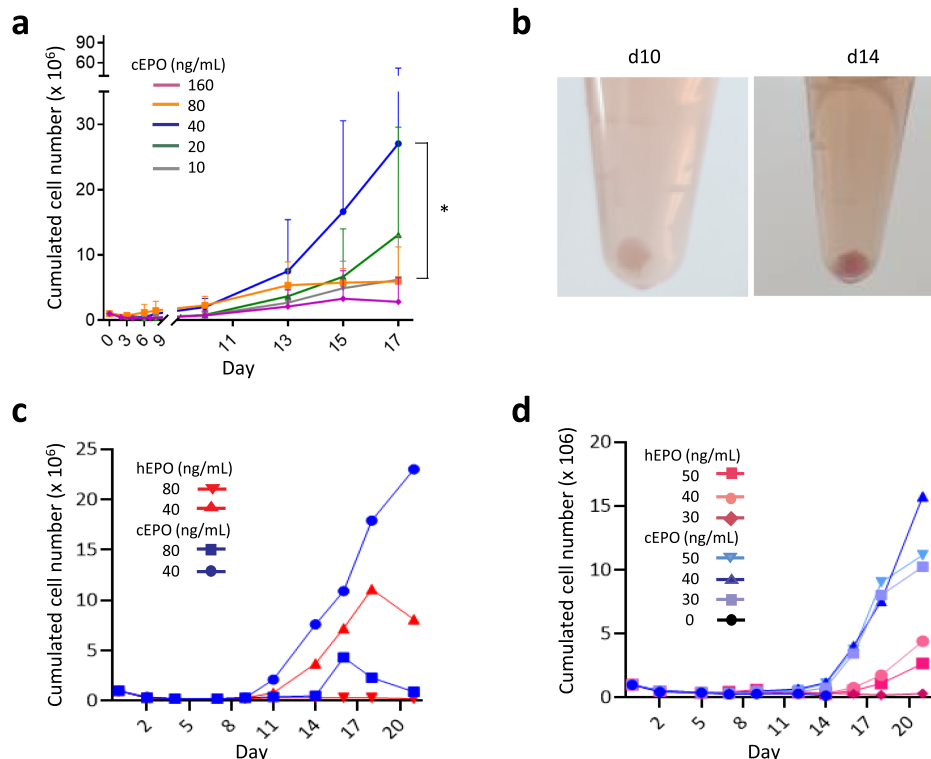 a
90
60
30
20
10
0
Cumulated cell number (x 10⁶)
cEPO (ng/mL)
160
80
40
20
10
*
0 3 6 9 11 13 15 17
Day
b
d10 d14
c
25
20
15
10
5
0
Cumulated cell number (x 10⁶)
hEPO (ng/mL)
80
40
cEPO (ng/mL)
80
40
2 5 8 11 14 17 20
Day
d
20
15
10
5
0
Cumulated cell number (x 106)
hEPO (ng/mL)
50
40
30
cEPO (ng/mL)
50
40
30
0
2 5 8 11 14 17 20
Day